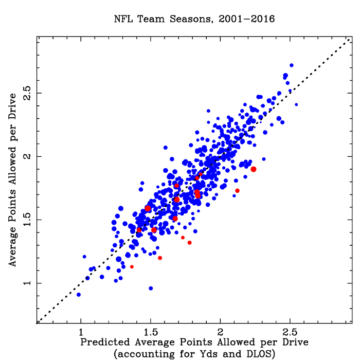 NFL Team Seasons, 2001-2016
Average Points Allowed per Drive
2.5
2
1.5
1
1
1.5
2
2.5
Predicted Average Points Allowed per Drive
(accounting for Yds and DLOS)